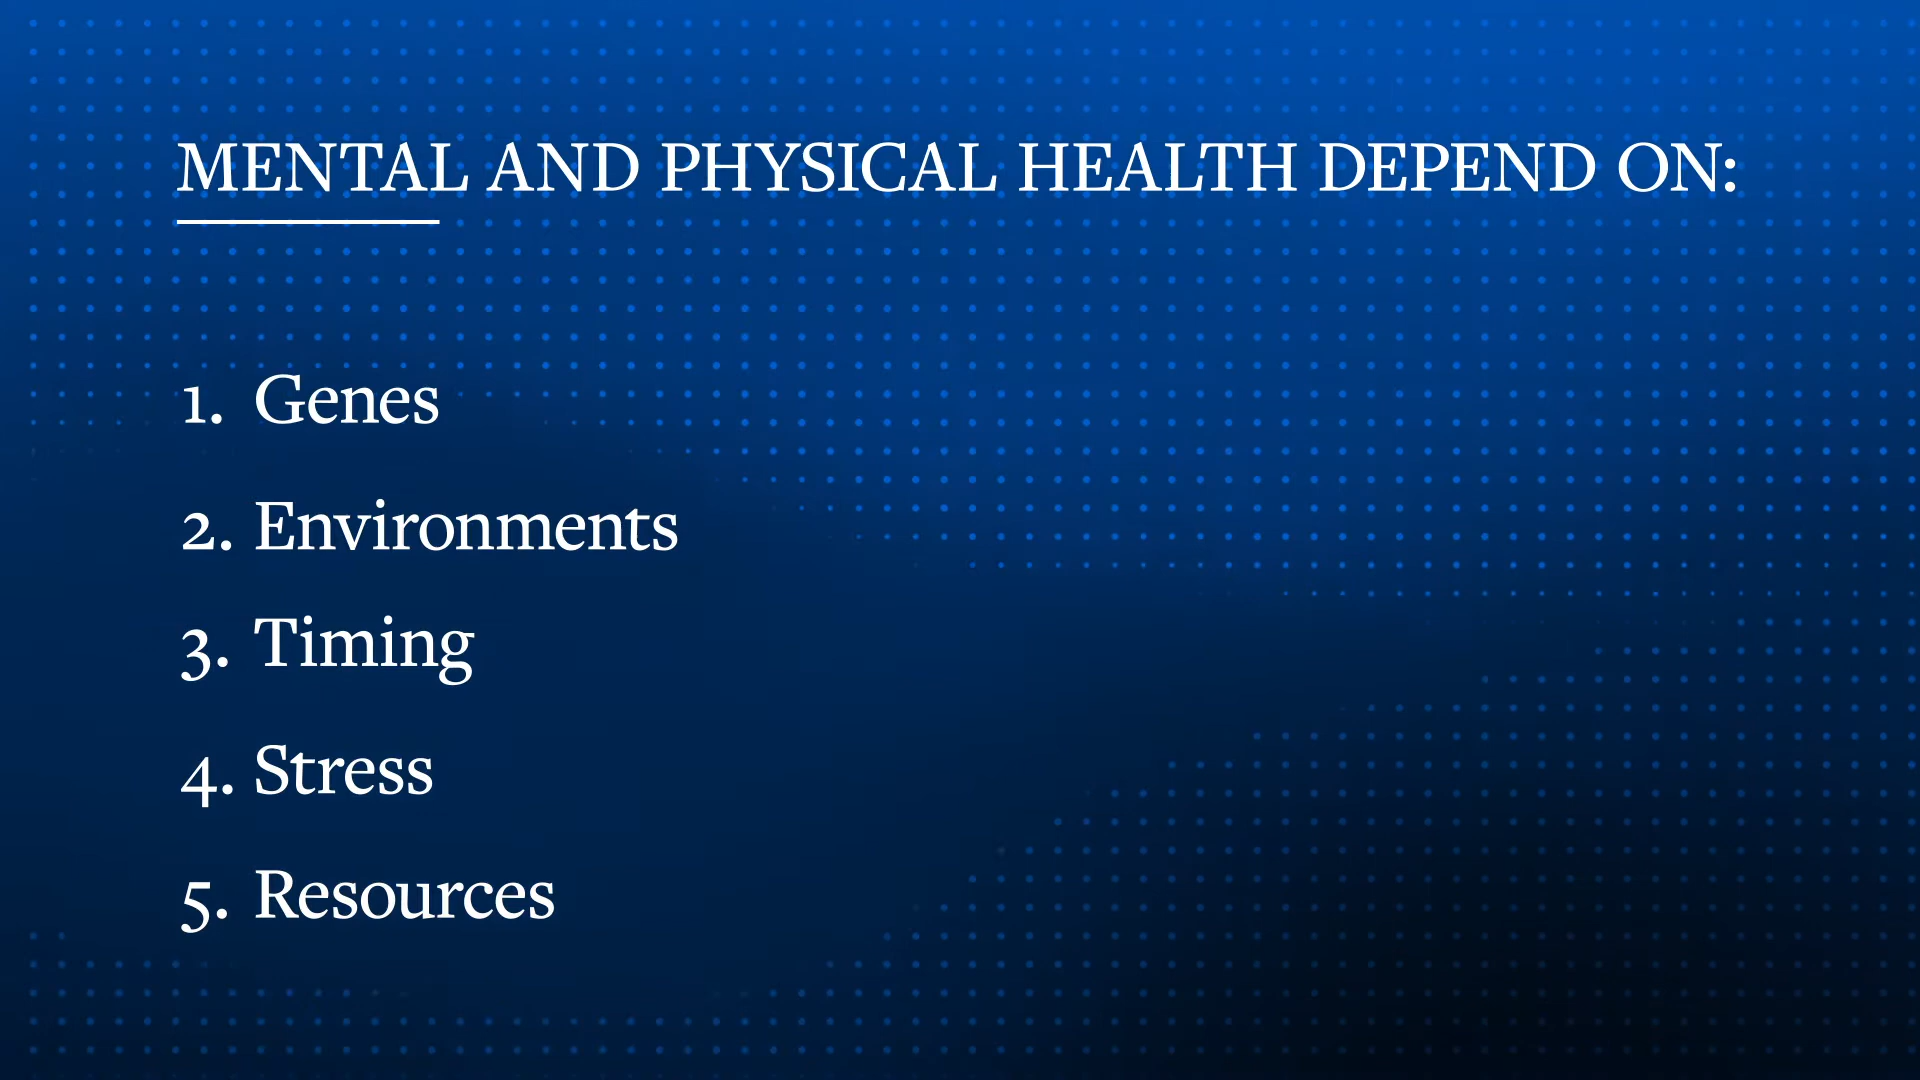 MENTAL AND PHYSICAL HEALTH DEPEND ON:
1. Genes
2. Environments
3. Timing
4. Stress
5. Resources